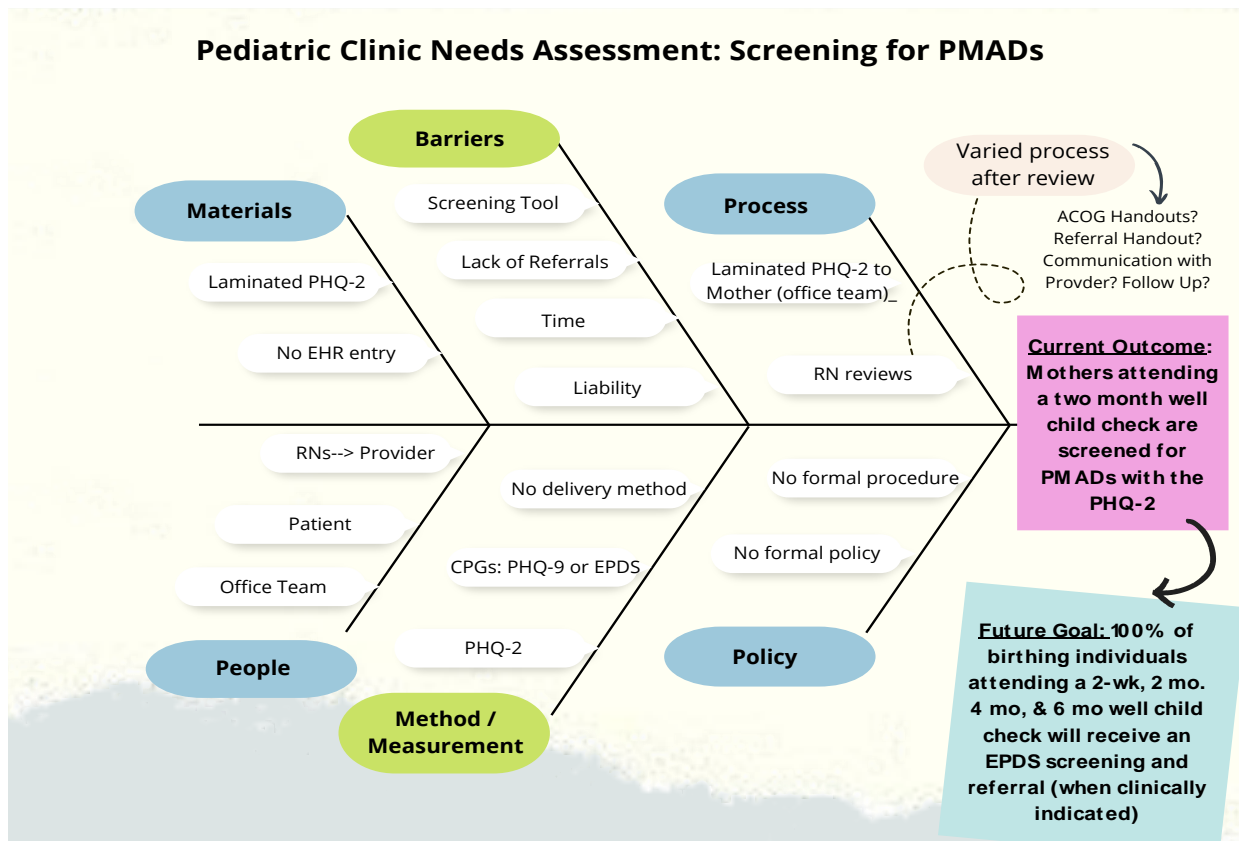 Pediatric Clinic Needs Assessment: Screening for PMADs
Barriers
Screening Tool
Lack of Referrals
Time
Liability
Materials
Laminated PHQ-2
No EHR entry
Process
Laminated PHQ-2 to
Mother (office team)_
RN reviews
Varied process
after review
ACOG Handouts?
Referral Handout?
Communication with
Provder? Follow Up?
Current Outcome:
Mothers attending
a two month well
child check are
screened for
PMADs with the
PHQ-2
RNs--> Provider
Patient
Office Team
People
No delivery method
CPGs: PHQ-9 or EPDS
PHQ-2
Method /
Measurement
No formal procedure
No formal policy
Policy
Future Goal: 100% of
birthing individuals
attending a 2-wk, 2 mo.
4 mo, & 6 mo well child
check will receive an
EPDS screening and
referral (when clinically
indicated)